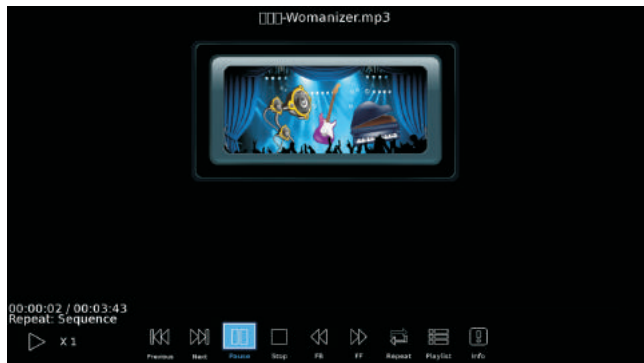 -Womanizer.mp3
00:00:02 / 00:03:43
Repeat: Sequence
X 1
Previous Next Pause Stop FB FF Repeat Playlist Info